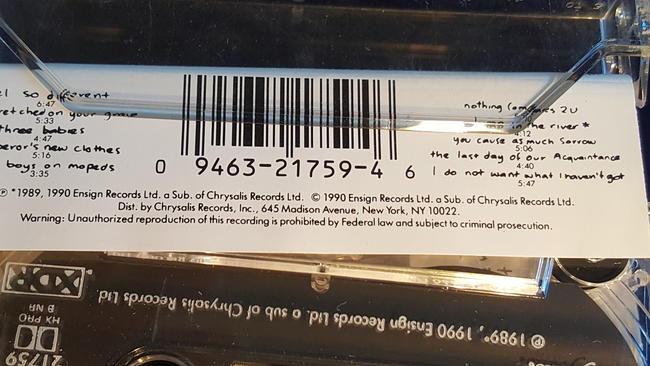 so different
6:47
on your grave
5:33
three babies
4:47
new clothes
5:16
boys on mopeds
3:35
nothing 2 U
in the river*
4:12
you cause as much sorrow
5:06
the last day of our Acquaintance
4:40
I do not want what I haven't got
5:47
0 9463-21759-4 6
℗ *1989, 1990 Ensign Records Ltd. a Sub. of Chrysalis Records Ltd. © 1990 Ensign Records Ltd. a Sub. of Chrysalis Records Ltd.
Dist. by Chrysalis Records, Inc., 645 Madison Avenue, New York, NY 10022.
Warning: Unauthorized reproduction of this recording is prohibited by Federal law and subject to criminal prosecution.
℗ 1989*, 1990 Ensign Records Ltd. a sub of Chrysalis Records Ltd.
XDR
HX PRO
B NR
21759